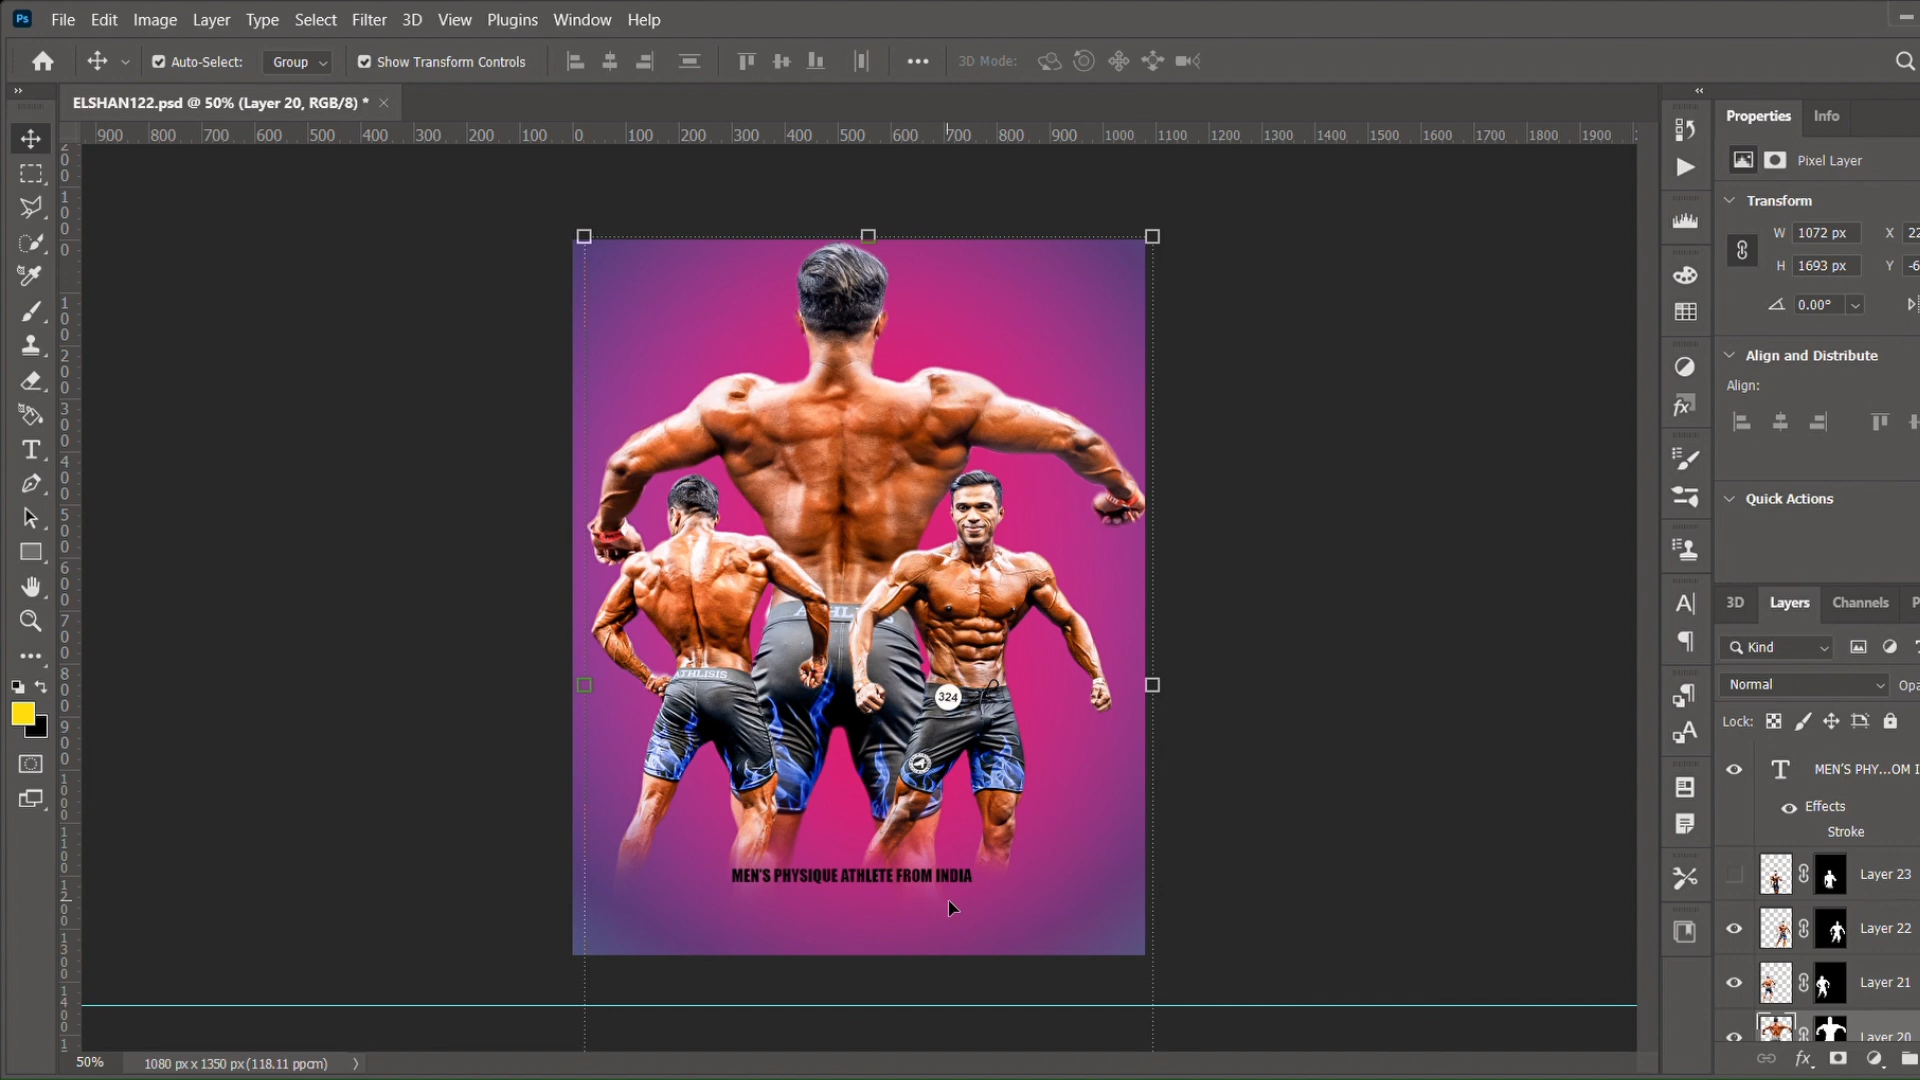 Ps File Edit Image Layer Type Select Filter 3D View Plugins Window Help
Auto-Select: Group Show Transform Controls 3D Mode:
ELSHAN122.psd @ 50% (Layer 20, RGB/8) *
900 800 700 600 500 400 300 200 100 0 100 200 300 400 500 600 700 800 900 1000 1100 1200 1300 1400 1500 1600 1700 1800 1900
Properties Info
Pixel Layer
Transform
W 1072 px X 22
H 1693 px Y -6
0.00°
Align and Distribute
Align:
Quick Actions
ATHLISIS
324
MEN'S PHYSIQUE ATHLETE FROM INDIA
3D Layers Channels P
Kind
Normal Opa
Lock:
MEN'S PHY...OM I
Effects
Stroke
Layer 23
Layer 22
Layer 21
Layer 20
50% 1080 px x 1350 px (118.11 ppcm)